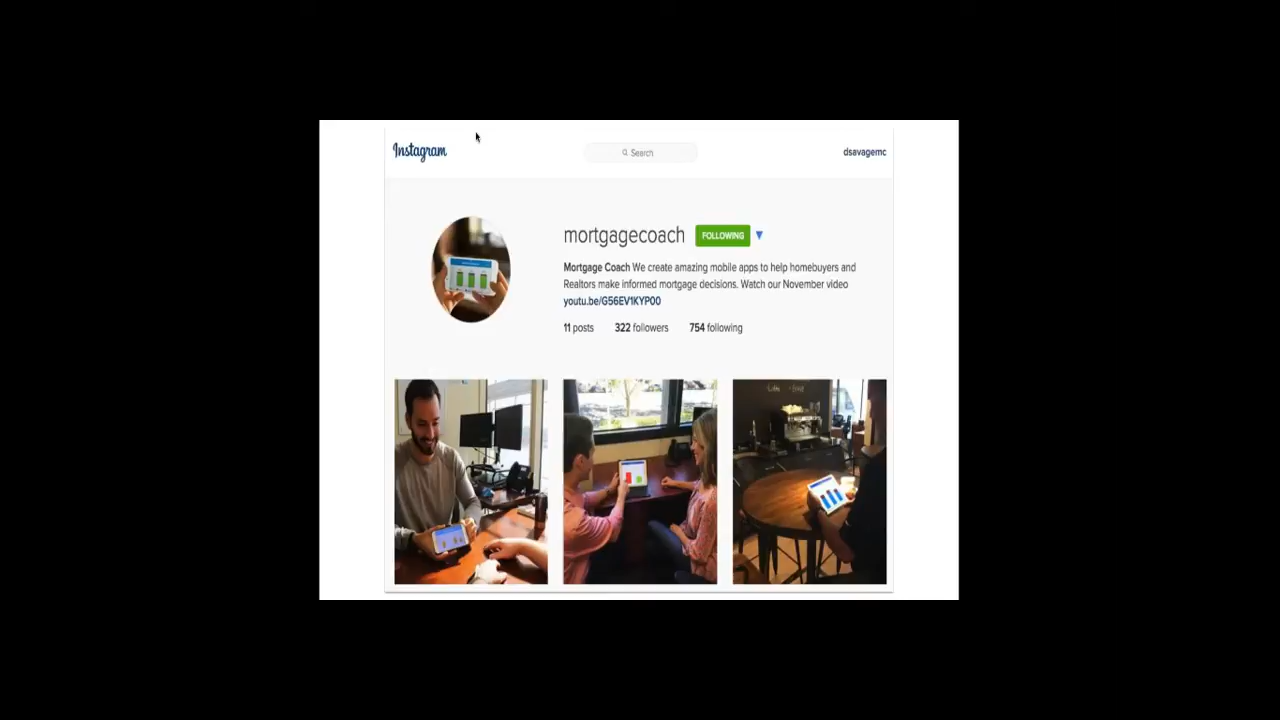 Instagram
Search
dsavagemc
mortgagecoach FOLLOWING
Mortgage Coach We create amazing mobile apps to help homebuyers and
Realtors make informed mortgage decisions. Watch our November video
youtu.be/G56EV1KYP00
11 posts 322 followers 754 following